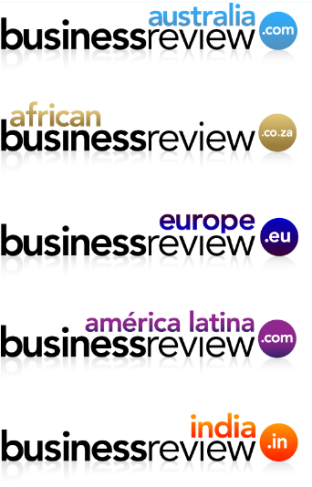 australia
businessreview .com
african
businessreview .co.za
europe
businessreview .eu
américa latina
businessreview .com
india
businessreview .in